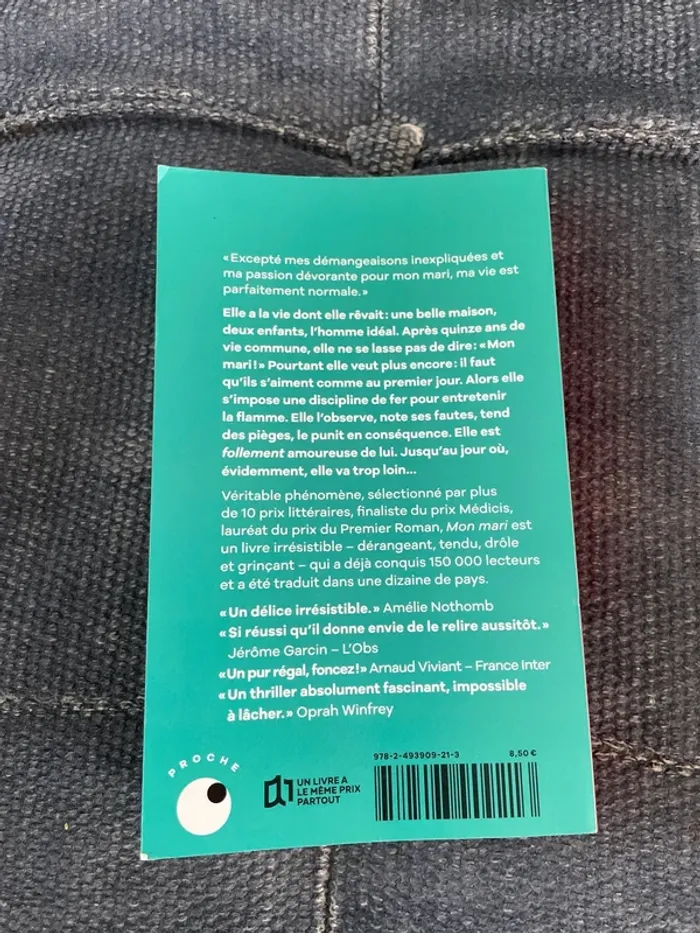 «Excepté mes démangeaisons inexpliquées et
ma passion dévorante pour mon mari, ma vie est
parfaitement normale.»
Elle a la vie dont elle rêvait : une belle maison,
deux enfants, l'homme idéal. Après quinze ans de
vie commune, elle ne se lasse pas de dire : «Mon
mari!» Pourtant elle veut plus encore : il faut
qu'ils s'aiment comme au premier jour. Alors elle
s'impose une discipline de fer pour entretenir
la flamme. Elle l'observe, note ses fautes, tend
des pièges, le punit en conséquence. Elle est
follement amoureuse de lui. Jusqu'au jour où,
évidemment, elle va trop loin...
Véritable phénomène, sélectionné par plus
de 10 prix littéraires, finaliste du prix Médicis,
lauréat du prix du Premier Roman, Mon mari est
un livre irrésistible – dérangeant, tendu, drôle
et grinçant – qui a déjà conquis 150 000 lecteurs
et a été traduit dans une dizaine de pays.
«Un délice irrésistible.» Amélie Nothomb
«Si réussi qu'il donne envie de le relire aussitôt.»
Jérôme Garcin – L'Obs
«Un pur régal, foncez!» Arnaud Viviant – France Inter
«Un thriller absolument fascinant, impossible
à lâcher.» Oprah Winfrey
PROCHE
UN LIVRE A
LE MÊME PRIX
PARTOUT
978-2-493909-21-3
8,50 €